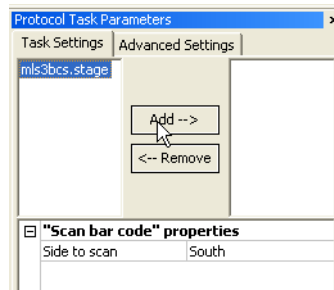 Protocol Task Parameters
Task Settings Advanced Settings
mls3bcs.stage
Add -->
<-- Remove
"Scan bar code" properties
Side to scan South